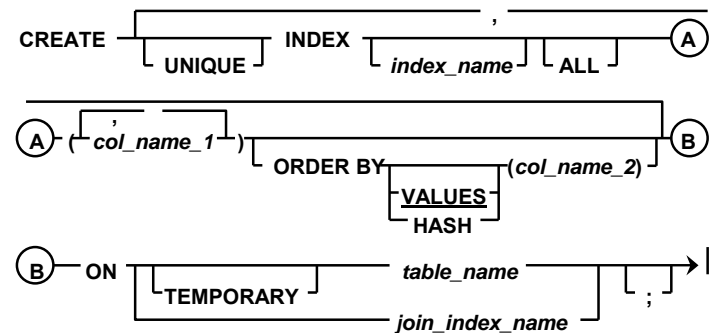 ,
CREATE UNIQUE INDEX index_name ALL A
,
A ( col_name_1 ) ORDER BY VALUES HASH (col_name_2) B
B ON TEMPORARY table_name ;
join_index_name